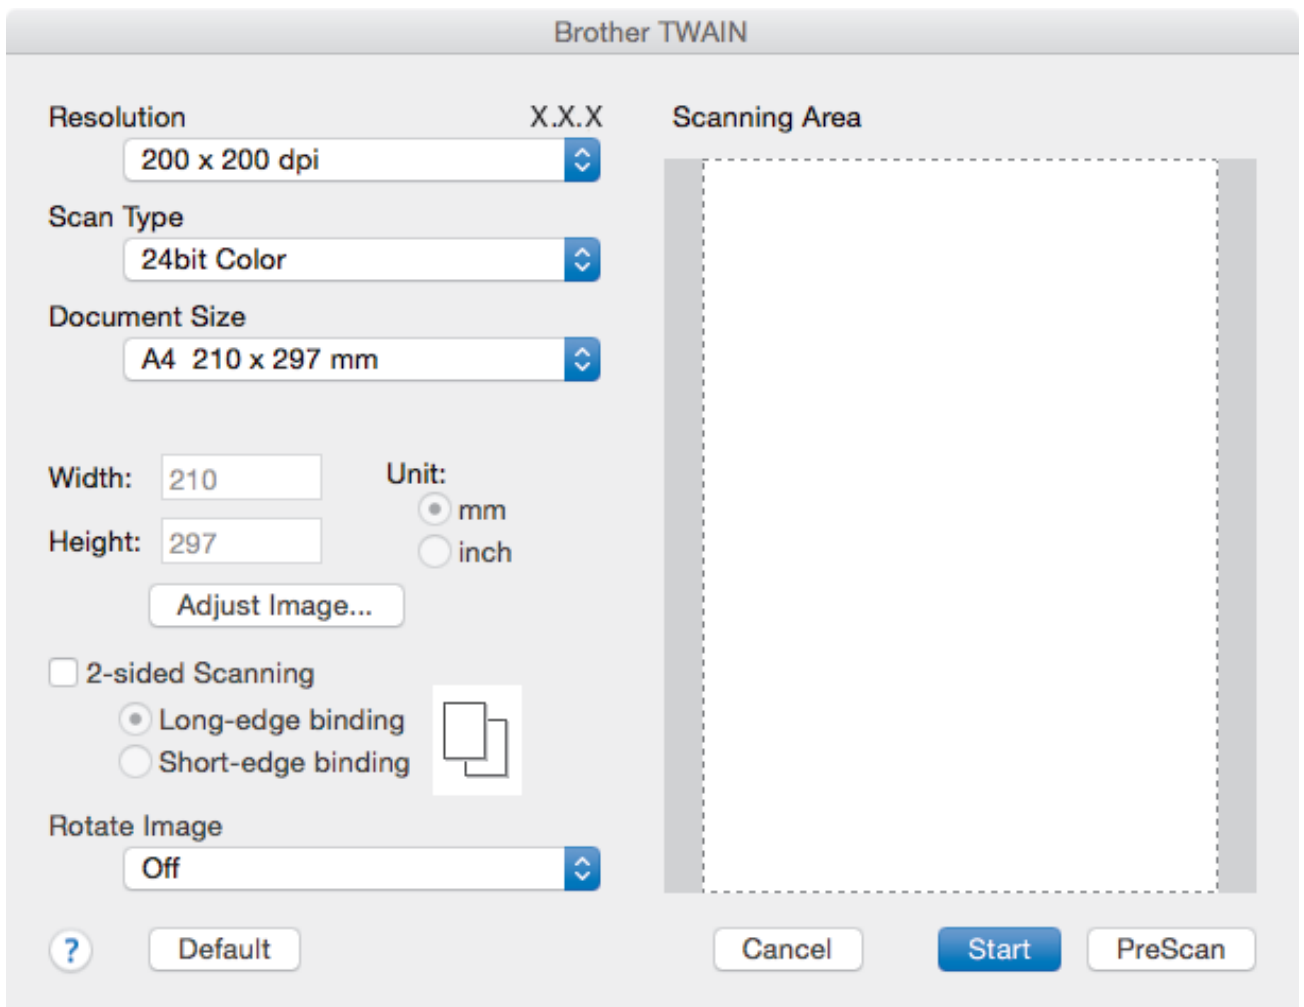 Brother TWAIN
Resolution X.X.X
200 x 200 dpi
Scan Type
24bit Color
Document Size
A4 210 x 297 mm
Width: 210
Height: 297
Unit:
mm
inch
Adjust Image...
2-sided Scanning
Long-edge binding
Short-edge binding
Rotate Image
Off
? Default
Scanning Area
Cancel Start PreScan